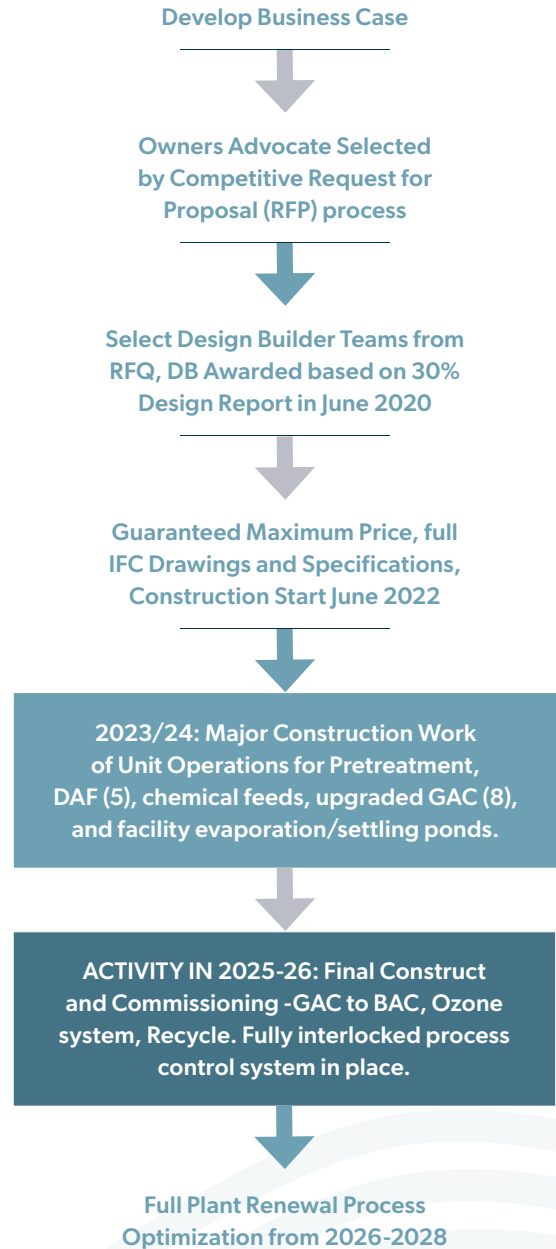 Develop Business Case
Owners Advocate Selected
by Competitive Request for
Proposal (RFP) process
Select Design Builder Teams from
RFQ, DB Awarded based on 30%
Design Report in June 2020
Guaranteed Maximum Price, full
IFC Drawings and Specifications,
Construction Start June 2022
2023/24: Major Construction Work
of Unit Operations for Pretreatment,
DAF (5), chemical feeds, upgraded GAC (8),
and facility evaporation/settling ponds.
ACTIVITY IN 2025-26: Final Construct
and Commissioning -GAC to BAC, Ozone
system, Recycle. Fully interlocked process
control system in place.
Full Plant Renewal Process
Optimization from 2026-2028